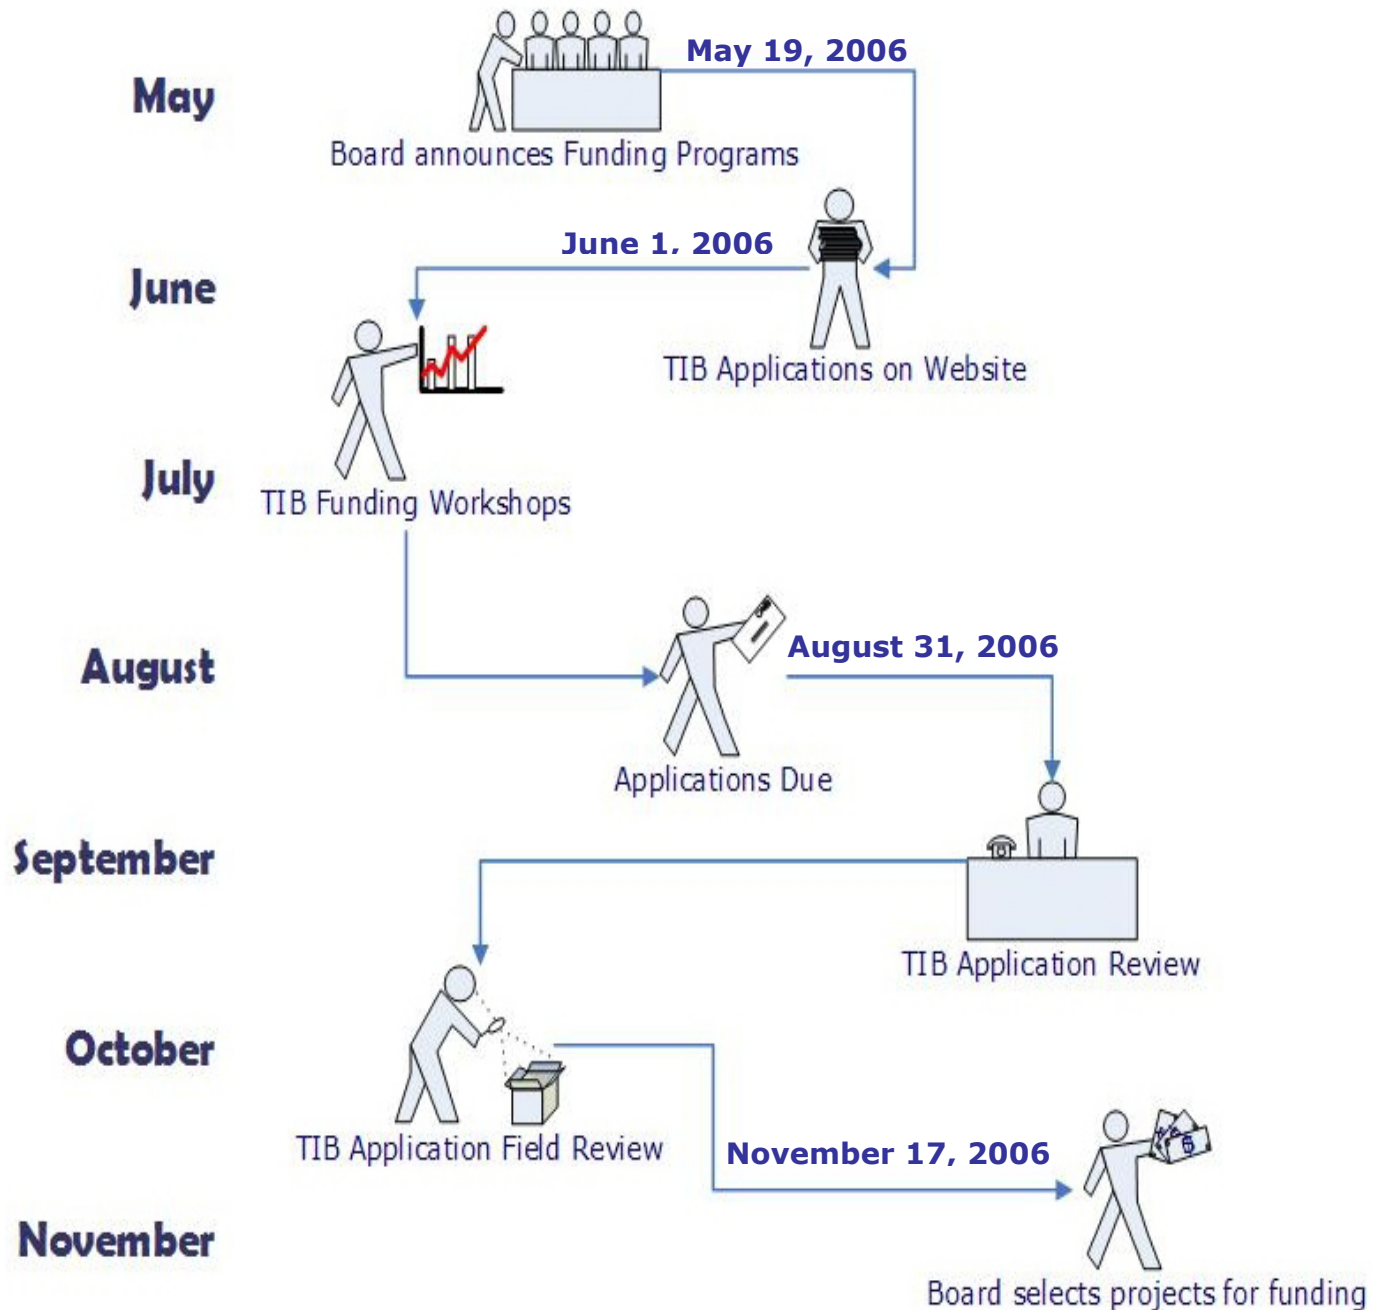 May 19, 2006
May
Board announces Funding Programs
June 1, 2006
June
TIB Applications on Website
July
TIB Funding Workshops
August 31, 2006
August
Applications Due
September
TIB Application Review
October
TIB Application Field Review
November 17, 2006
November
Board selects projects for funding
$